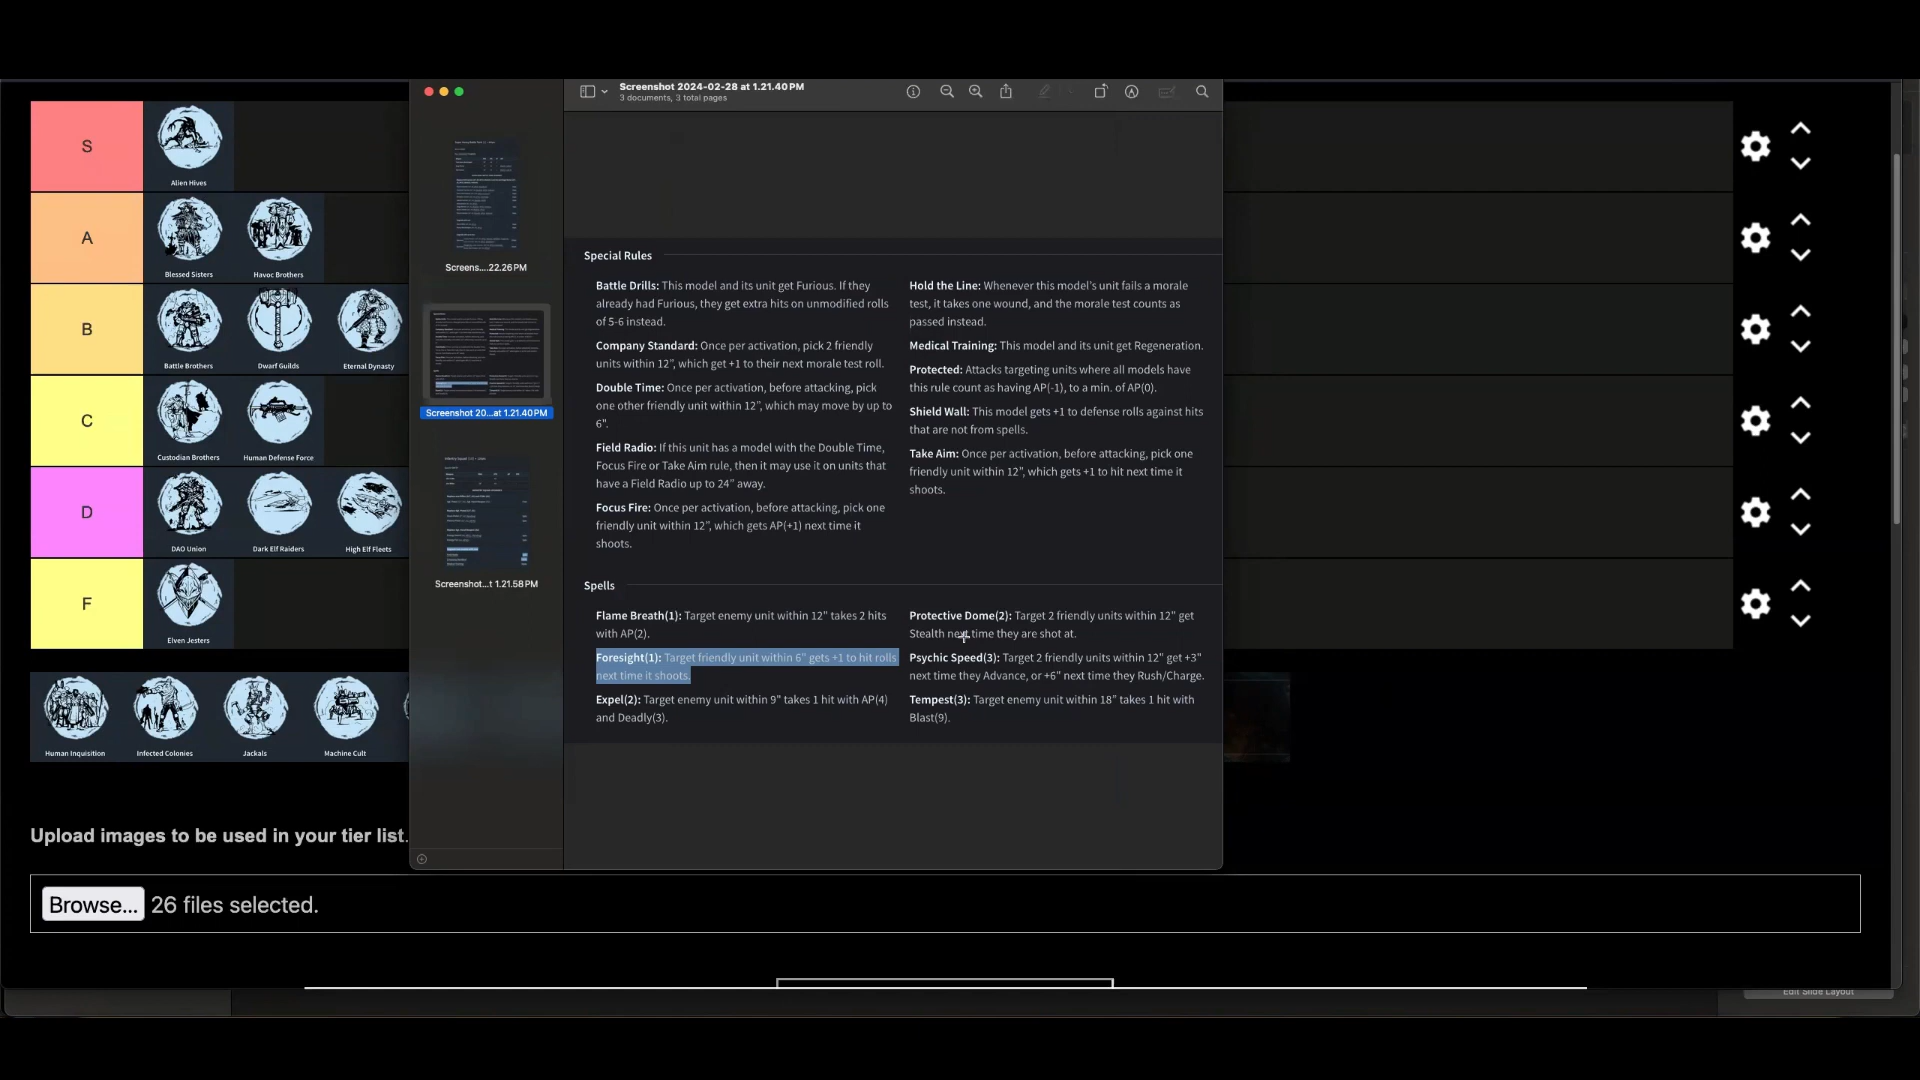 Screenshot 2024-02-28 at 1.21.40 PM
3 documents, 3 total pages
S
Alien Hives
A
Blessed Sisters
Havoc Brothers
B
Battle Brothers
Dwarf Guilds
Eternal Dynasty
C
Custodian Brothers
Human Defense Force
D
DAO Union
Dark Elf Raiders
High Elf Fleets
F
Elven Jesters
Human Inquisition
Infected Colonies
Jackals
Machine Cult
Upload images to be used in your tier list.
Browse... 26 files selected.
Screens....22.26 PM
Screenshot 20...at 1.21.40 PM
Screenshot...t 1.21.58 PM
Special Rules
Battle Drills: This model and its unit get Furious. If they
already had Furious, they get extra hits on unmodified rolls
of 5-6 instead.
Company Standard: Once per activation, pick 2 friendly
units within 12", which get +1 to their next morale test roll.
Double Time: Once per activation, before attacking, pick
one other friendly unit within 12", which may move by up to
6".
Field Radio: If this unit has a model with the Double Time,
Focus Fire or Take Aim rule, then it may use it on units that
have a Field Radio up to 24" away.
Focus Fire: Once per activation, before attacking, pick one
friendly unit within 12", which gets AP(+1) next time it
shoots.
Hold the Line: Whenever this model's unit fails a morale
test, it takes one wound, and the morale test counts as
passed instead.
Medical Training: This model and its unit get Regeneration.
Protected: Attacks targeting units where all models have
this rule count as having AP(-1), to a min. of AP(0).
Shield Wall: This model gets +1 to defense rolls against hits
that are not from spells.
Take Aim: Once per activation, before attacking, pick one
friendly unit within 12", which gets +1 to hit next time it
shoots.
Spells
Flame Breath(1): Target enemy unit within 12" takes 2 hits
with AP(2).
Foresight(1): Target friendly unit within 6" gets +1 to hit rolls
next time it shoots.
Expel(2): Target enemy unit within 9" takes 1 hit with AP(4)
and Deadly(3).
Protective Dome(2): Target 2 friendly units within 12" get
Stealth next time they are shot at.
Psychic Speed(3): Target 2 friendly units within 12" get +3"
next time they Advance, or +6" next time they Rush/Charge.
Tempest(3): Target enemy unit within 18" takes 1 hit with
Blast(9).
Edit Slide Layout